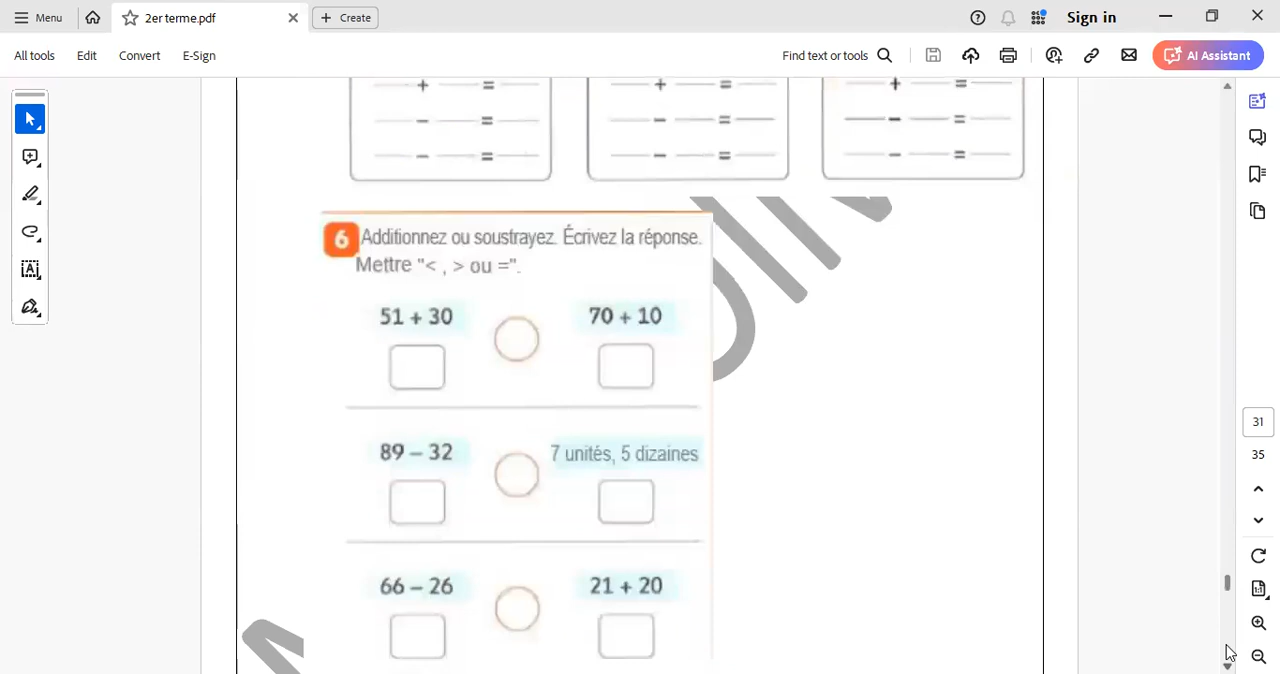 Menu
2er terme.pdf
Create
Sign in
All tools
Edit
Convert
E-Sign
Find text or tools
AI Assistant
+ =
- =
- =
+ =
- =
- =
+ =
- =
- =
6 Additionnez ou soustrayez. Écrivez la réponse.
Mettre "< , > ou =".
51 + 30
70 + 10
89 – 32
7 unités, 5 dizaines
66 – 26
21 + 20
31
35